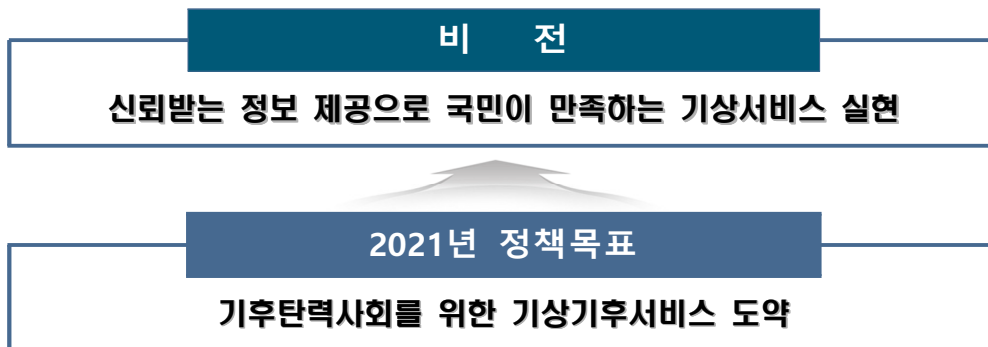 비 전
신뢰받는 정보 제공으로 국민이 만족하는 기상서비스 실현
2021년 정책목표
기후탄력사회를 위한 기상기후서비스 도약